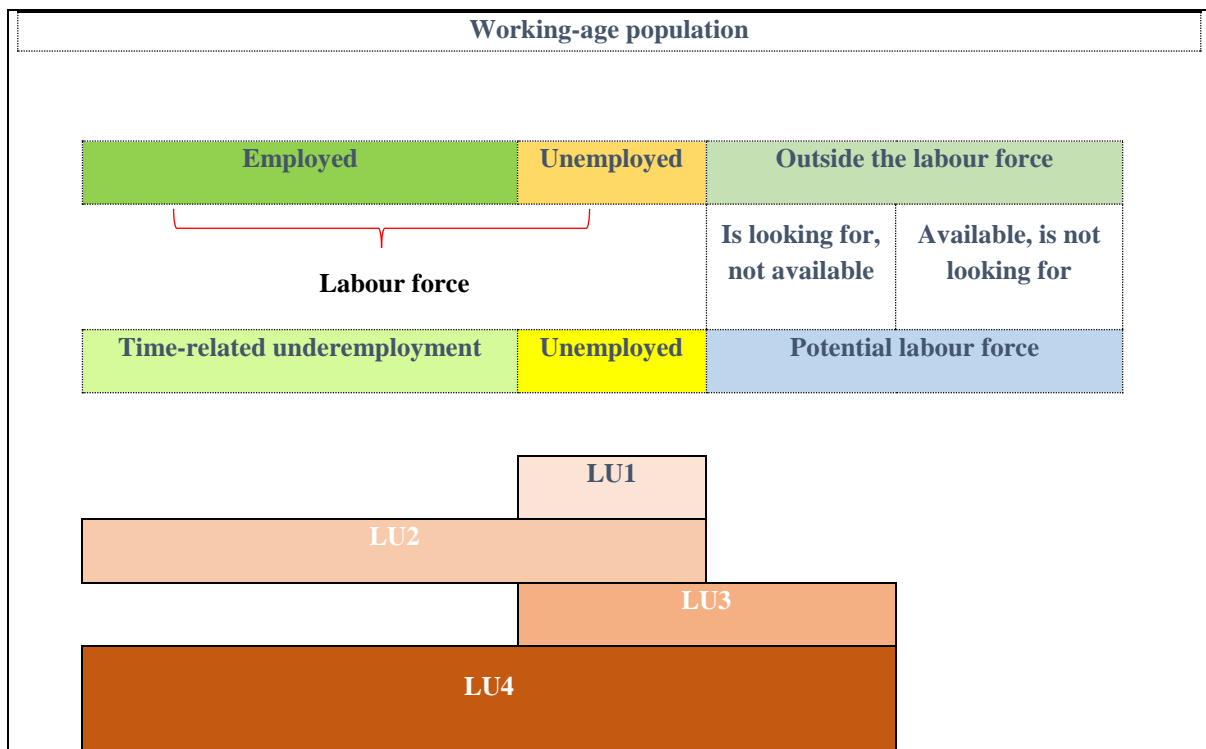 Working-age population
Employed
Unemployed
Outside the labour force
Is looking for,
not available
Available, is not
looking for
Labour force
Time-related underemployment
Unemployed
Potential labour force
LU1
LU2
LU3
LU4